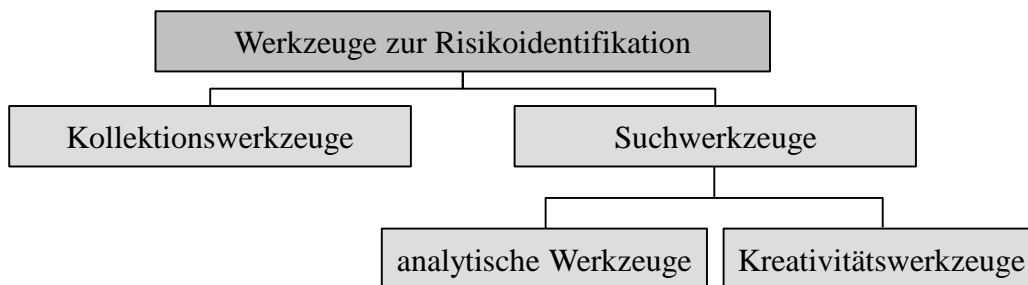 Werkzeuge zur Risikoidentifikation
Kollektionswerkzeuge
Suchwerkzeuge
analytische Werkzeuge
Kreativitätswerkzeuge